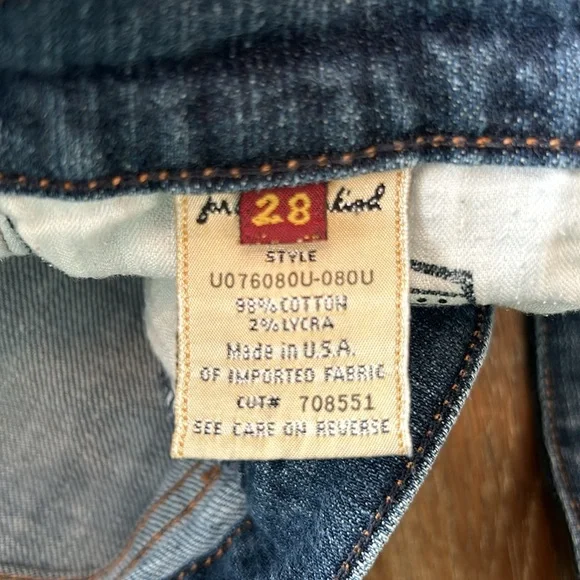 for 28 kind
STYLE
U076080U-080U
98% COTTON
2% LYCRA
Made in U.S.A.
OF IMPORTED FABRIC
CUT# 708551
SEE CARE ON REVERSE